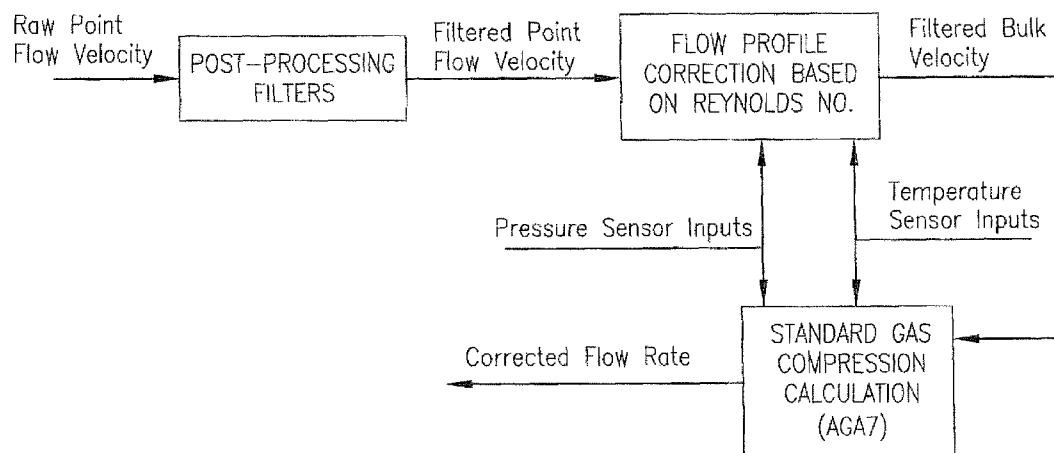 Raw Point
Flow Velocity
POST-PROCESSING
FILTERS
Filtered Point
Flow Velocity
FLOW PROFILE
CORRECTION BASED
ON REYNOLDS NO.
Filtered Bulk
Velocity
Pressure Sensor Inputs
Temperature
Sensor Inputs
STANDARD GAS
COMPRESSION
CALCULATION
(AGA7)
Corrected Flow Rate